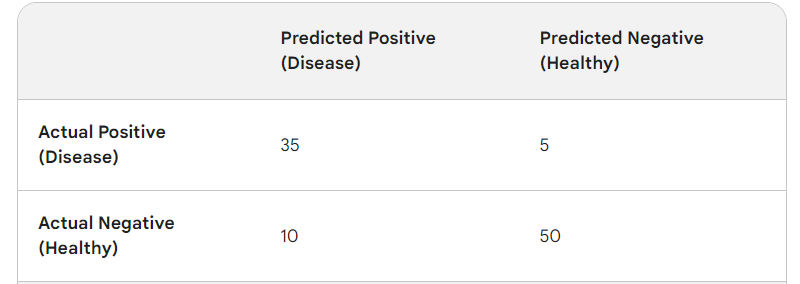 Predicted Positive
(Disease)
Predicted Negative
(Healthy)
Actual Positive
(Disease)
35
5
Actual Negative
(Healthy)
10
50